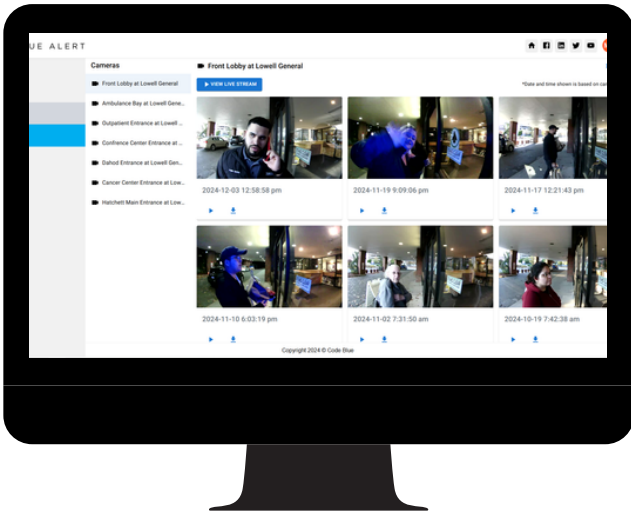 UE ALERT
Cameras
Front Lobby at Lowell General
Ambulance Bay at Lowell Gene...
Outpatient Entrance at Lowell ...
Confrence Center Entrance at ...
Dahod Entrance at Lowell Gen...
Cancer Center Entrance at Low...
Hatchett Main Entrance at Low...
Front Lobby at Lowell General
VIEW LIVE STREAM
*Date and time shown is based on
2024-12-03 12:58:58 pm
2024-11-19 9:09:06 pm
2024-11-17 12:21:43 pm
2024-11-10 6:03:19 pm
2024-11-02 7:31:50 am
2024-10-19 7:42:38 am
Copyright 2024 © Code Blue